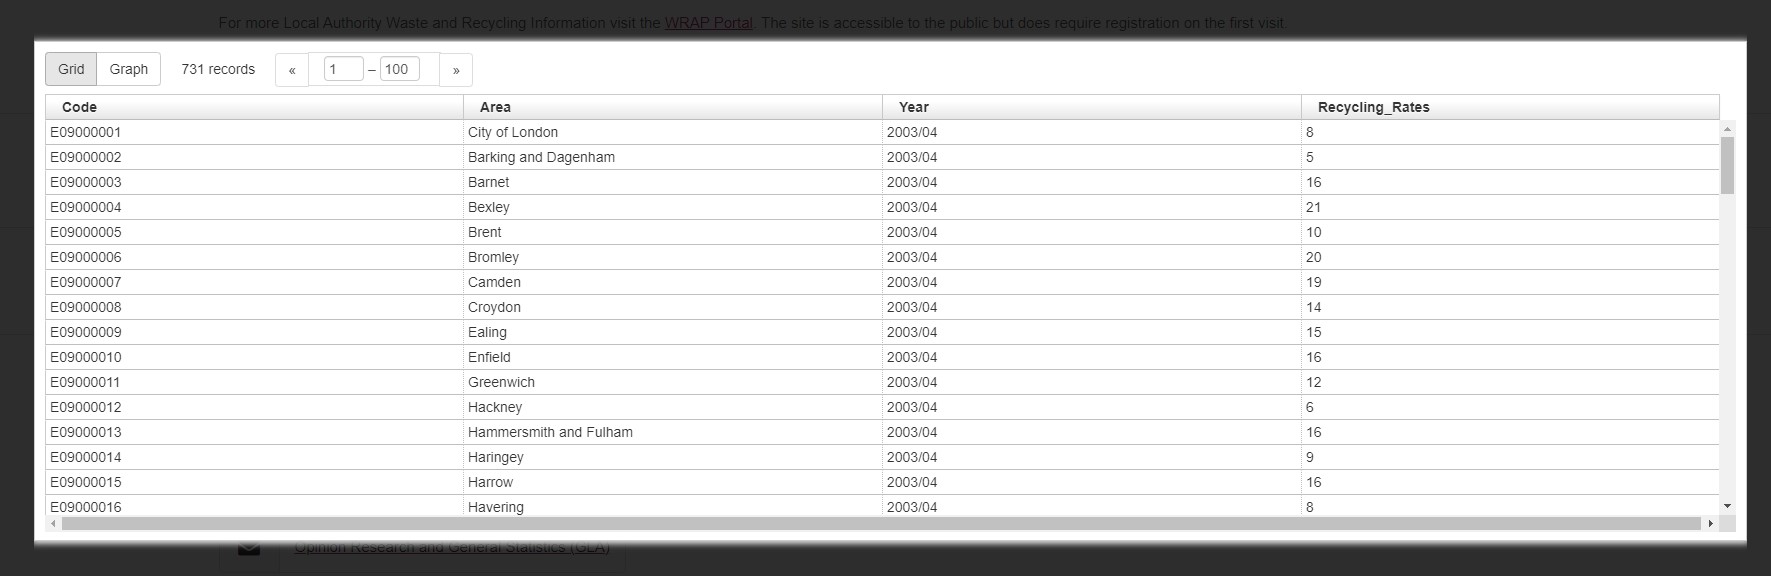 For more Local Authority Waste and Recycling Information visit the WRAP Portal. The site is accessible to the public but does require registration on the first visit.
Grid Graph 731 records « 1 – 100 »
Code Area Year Recycling_Rates
E09000001 City of London 2003/04 8
E09000002 Barking and Dagenham 2003/04 5
E09000003 Barnet 2003/04 16
E09000004 Bexley 2003/04 21
E09000005 Brent 2003/04 10
E09000006 Bromley 2003/04 20
E09000007 Camden 2003/04 19
E09000008 Croydon 2003/04 14
E09000009 Ealing 2003/04 15
E09000010 Enfield 2003/04 16
E09000011 Greenwich 2003/04 12
E09000012 Hackney 2003/04 6
E09000013 Hammersmith and Fulham 2003/04 16
E09000014 Haringey 2003/04 9
E09000015 Harrow 2003/04 16
E09000016 Havering 2003/04 8
Opinion Research and General Statistics (GLA)